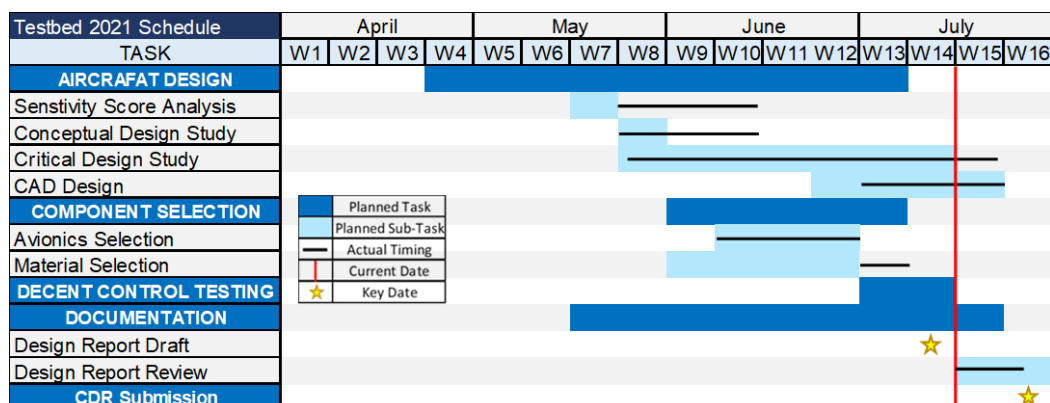 Testbed 2021 Schedule April May June July
TASK W1 W2 W3 W4 W5 W6 W7 W8 W9 W10 W11 W12 W13 W14 W15 W16
AIRCRAFAT DESIGN
Senstivity Score Analysis
Conceptual Design Study
Critical Design Study
CAD Design
COMPONENT SELECTION
Avionics Selection
Material Selection
DECENT CONTROL TESTING
DOCUMENTATION
Design Report Draft
Design Report Review
CDR Submission
Planned Task
Planned Sub-Task
Actual Timing
Current Date
Key Date